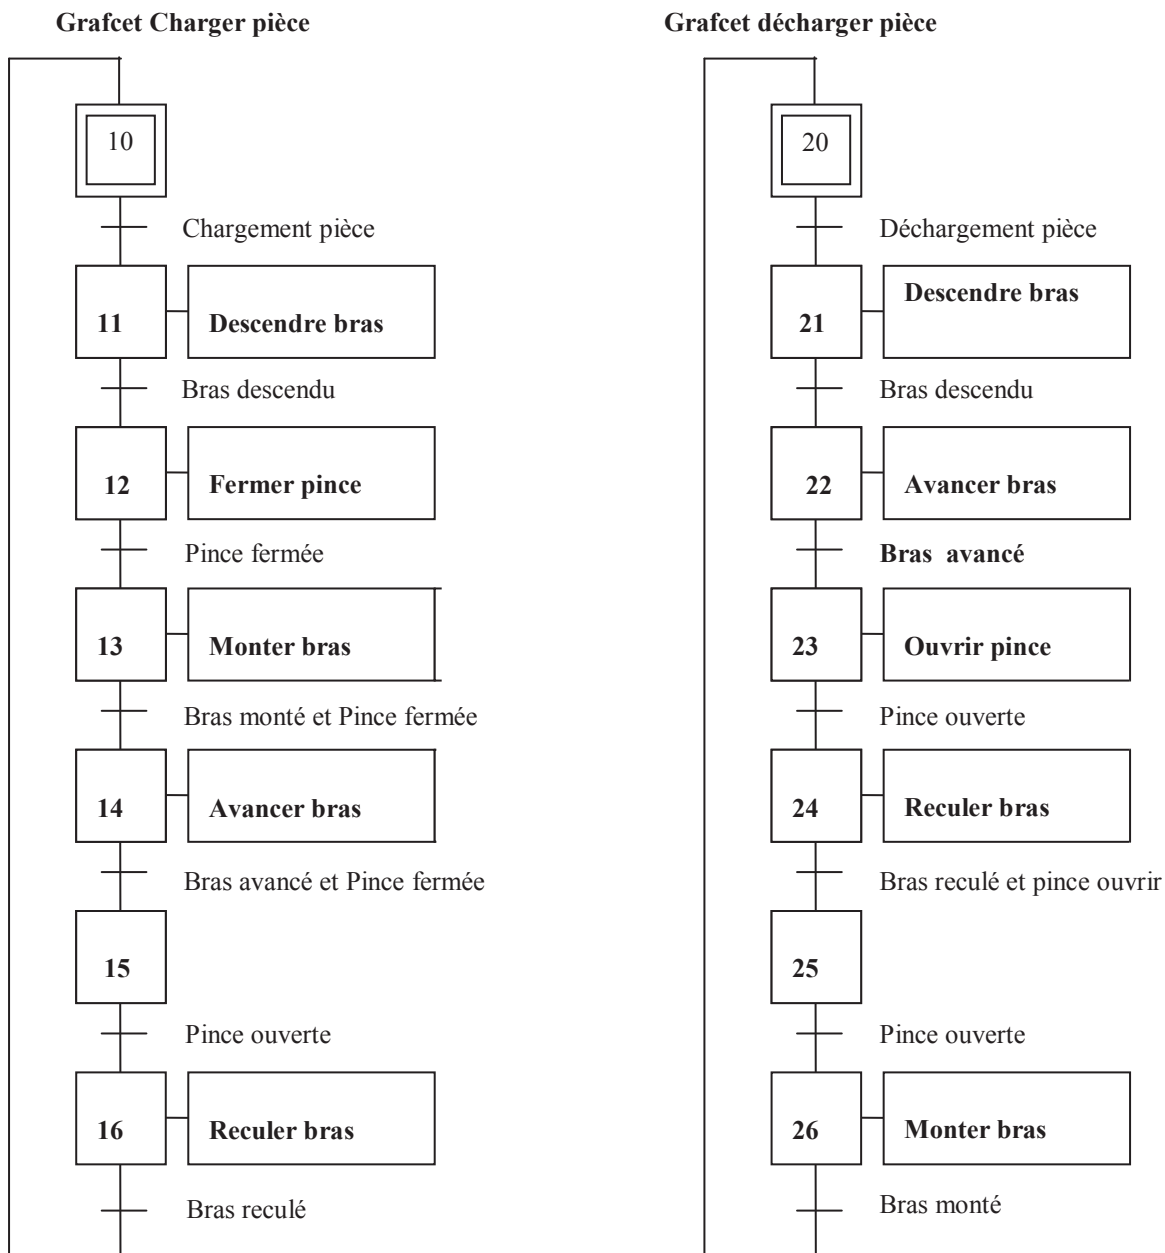 Grafcet Charger pièce
10
Chargement pièce
11
Descendre bras
Bras descendu
12
Fermer pince
Pince fermée
13
Monter bras
Bras monté et Pince fermée
14
Avancer bras
Bras avancé et Pince fermée
15
Pince ouverte
16
Reculer bras
Bras reculé
Grafcet décharger pièce
20
Déchargement pièce
21
Descendre bras
Bras descendu
22
Avancer bras
Bras avancé
23
Ouvrir pince
Pince ouverte
24
Reculer bras
Bras reculé et pince ouvrir
25
Pince ouverte
26
Monter bras
Bras monté